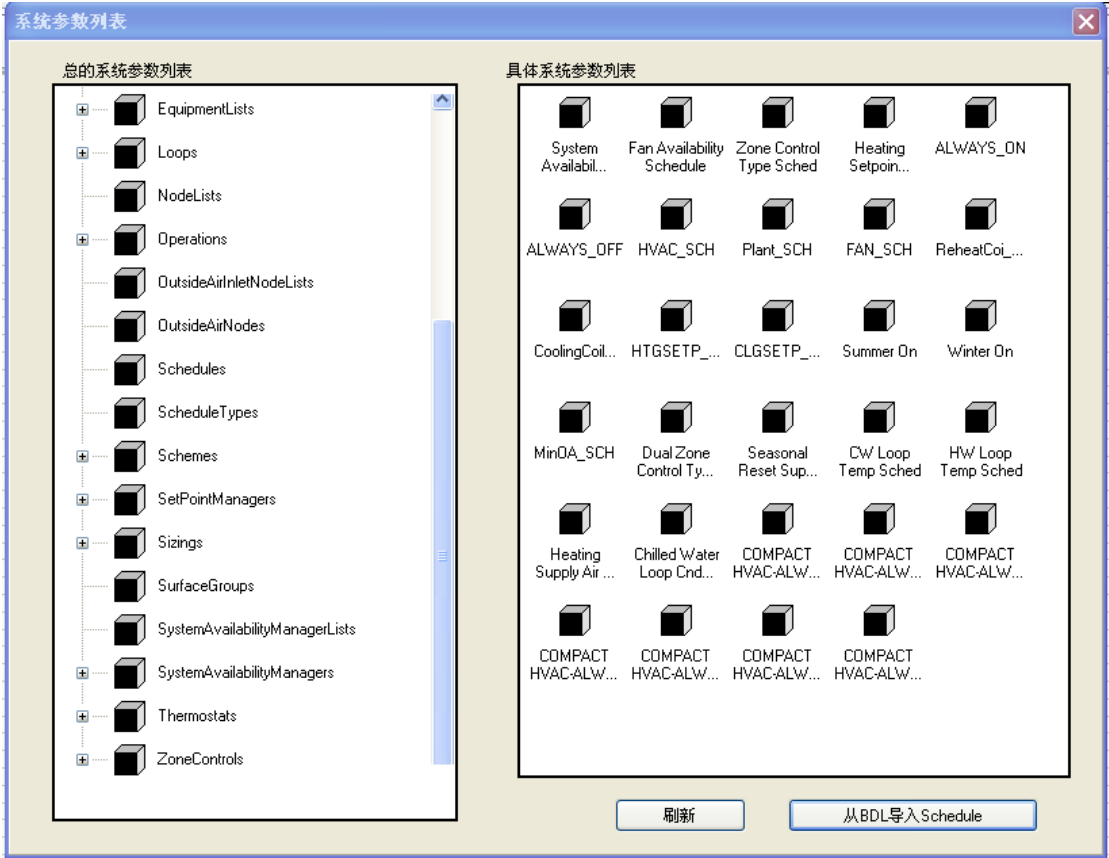 系统参数列表
总的系统参数列表
EquipmentLists
Loops
NodeLists
Operations
OutsideAirInletNodeLists
OutsideAirNodes
Schedules
ScheduleTypes
Schemes
SetPointManagers
Sizings
SurfaceGroups
SystemAvailabilityManagerLists
SystemAvailabilityManagers
Thermostats
ZoneControls
具体系统参数列表
System
Availabil...
Fan Availability
Schedule
Zone Control
Type Sched
Heating
Setpoin...
ALWAYS_ON
ALWAYS_OFF
HVAC_SCH
Plant_SCH
FAN_SCH
ReheatCoi_...
CoolingCoil...
HTGSETP_...
CLGSETP_...
Summer On
Winter On
MinOA_SCH
Dual Zone
Control Ty...
Seasonal
Reset Sup...
CW Loop
Temp Sched
HW Loop
Temp Sched
Heating
Supply Air ...
Chilled Water
Loop Cnd...
COMPACT
HVAC-ALW...
COMPACT
HVAC-ALW...
COMPACT
HVAC-ALW...
COMPACT
HVAC-ALW...
COMPACT
HVAC-ALW...
COMPACT
HVAC-ALW...
COMPACT
HVAC-ALW...
刷新
从BDL导入Schedule